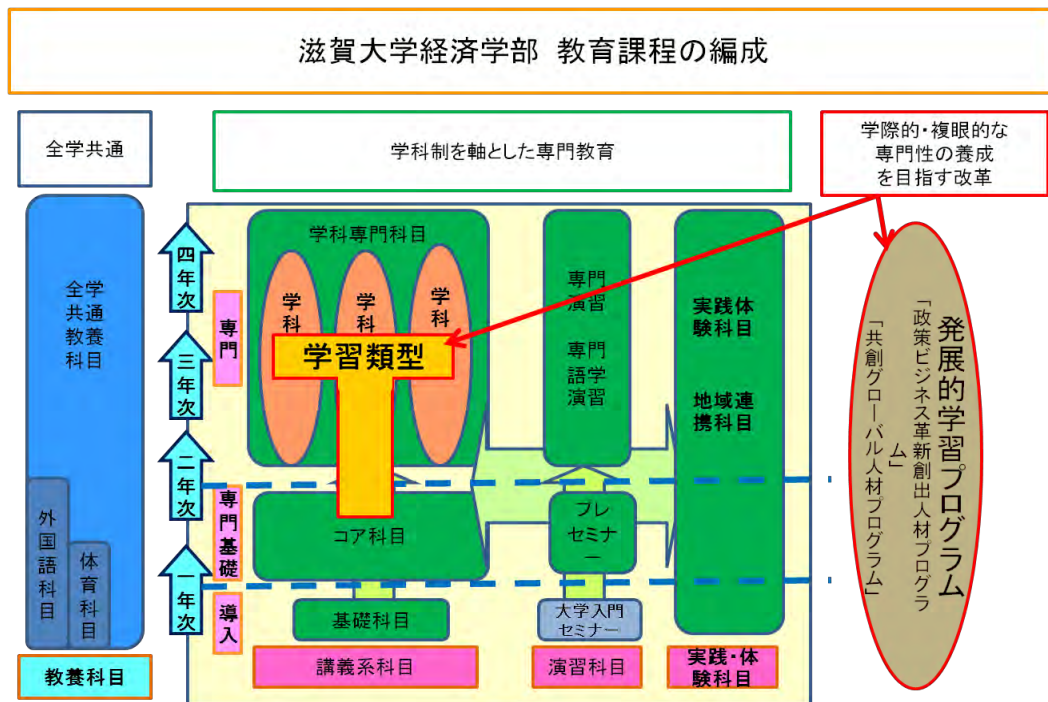 滋賀大学経済学部 教育課程の編成
全学共通
学科制を軸とした専門教育
学際的・複眼的な
専門性の養成
を目指す改革
全学
共通
教養
科目
外国語科目
体育科目
教養科目
四年次
三年次
二年次
一年次
専門
専門基礎
導入
学科専門科目
学科
学科
学科
学習類型
コア科目
基礎科目
講義系科目
専門
演習
専門
語学
演習
プレ
セミナ
ー
大学入門
セミナー
演習科目
実践体
験科目
地域連
携科目
実践・体
験科目
発展的学習プログラム
「政策ビジネス革新創出人材プログラ
ム」
「共創グローバル人材プログラム」